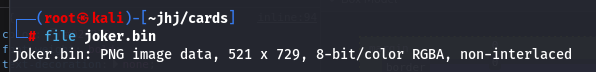 ┌──(root㉿kali)-[~jhj/cards]
└─# file joker.bin
joker.bin: PNG image data, 521 x 729, 8-bit/color RGBA, non-interlaced